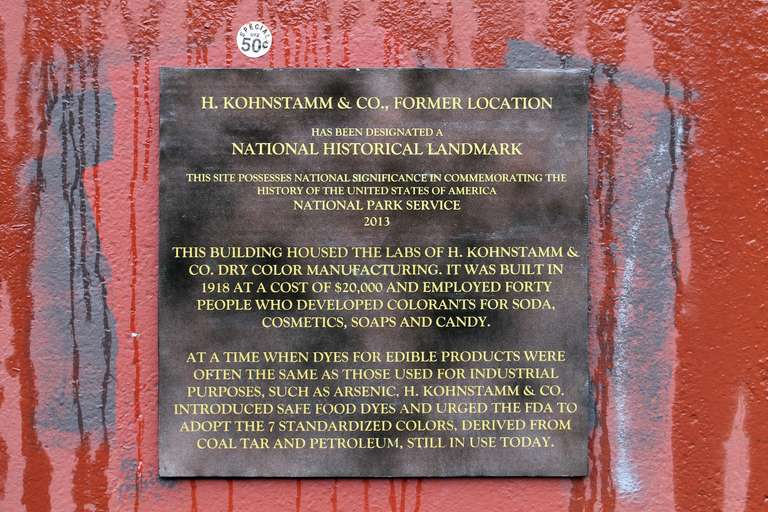 SPECIAL
50¢
H. KOHNSTAMM & CO., FORMER LOCATION
HAS BEEN DESIGNATED A
NATIONAL HISTORICAL LANDMARK
THIS SITE POSSESSES NATIONAL SIGNIFICANCE IN COMMEMORATING THE
HISTORY OF THE UNITED STATES OF AMERICA
NATIONAL PARK SERVICE
2013
THIS BUILDING HOUSED THE LABS OF H. KOHNSTAMM &
CO. DRY COLOR MANUFACTURING. IT WAS BUILT IN
1918 AT A COST OF $20,000 AND EMPLOYED FORTY
PEOPLE WHO DEVELOPED COLORANTS FOR SODA,
COSMETICS, SOAPS AND CANDY.
AT A TIME WHEN DYES FOR EDIBLE PRODUCTS WERE
OFTEN THE SAME AS THOSE USED FOR INDUSTRIAL
PURPOSES, SUCH AS ARSENIC, H. KOHNSTAMM & CO.
INTRODUCED SAFE FOOD DYES AND URGED THE FDA TO
ADOPT THE 7 STANDARDIZED COLORS, DERIVED FROM
COAL TAR AND PETROLEUM, STILL IN USE TODAY.